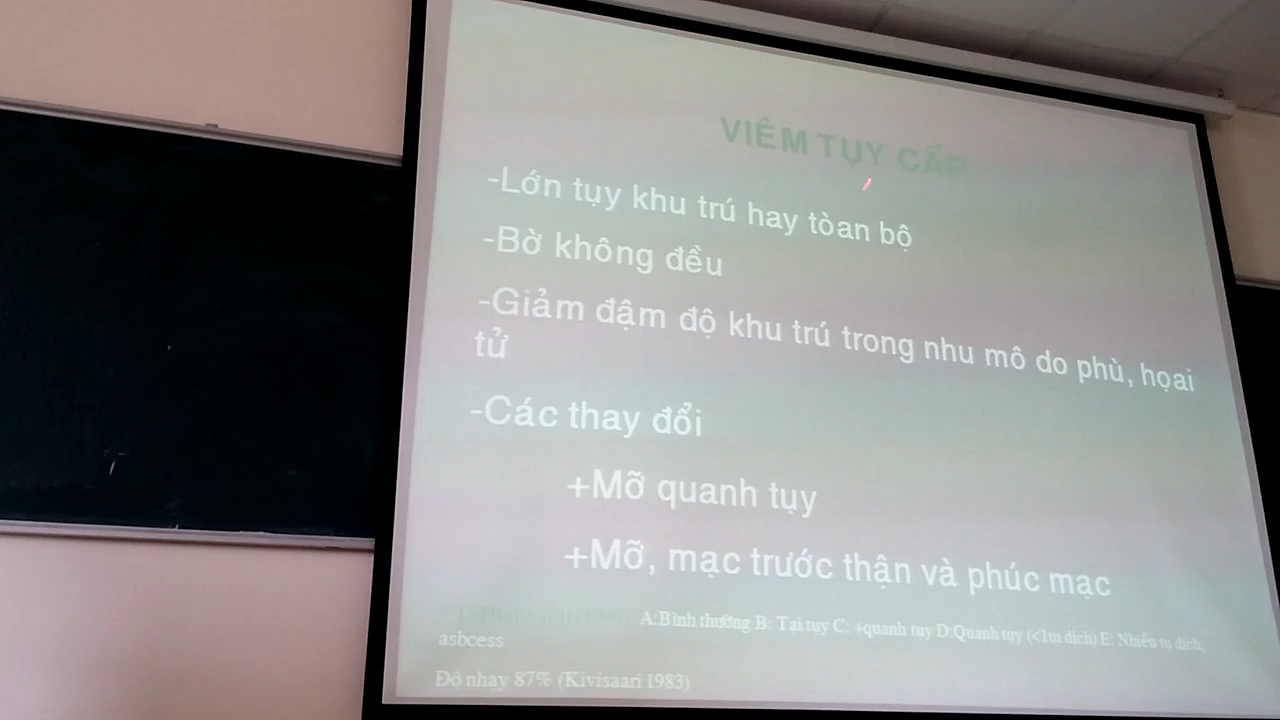 VIÊM TỤY CẤP
-Lớn tụy khu trú hay tòan bộ
-Bờ không đều
-Giảm đậm độ khu trú trong nhu mô do phù, họai
tử
-Các thay đổi
+Mỡ quanh tụy
+Mỡ, mạc trước thận và phúc mạc
A:Bình thường B: Tại tụy C: +quanh tụy D:Quanh tụy (<1tụ dịch) E: Nhiều tụ dịch,
asbcess
Độ nhạy 87% (Kivisaari 1983)